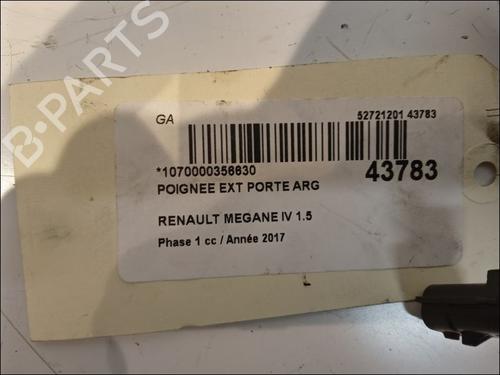 B-PARTS
GA
52721201 43783
*1070000356630
43783
POIGNEE EXT PORTE ARG
RENAULT MEGANE IV 1.5
Phase 1 cc / Année 2017
L